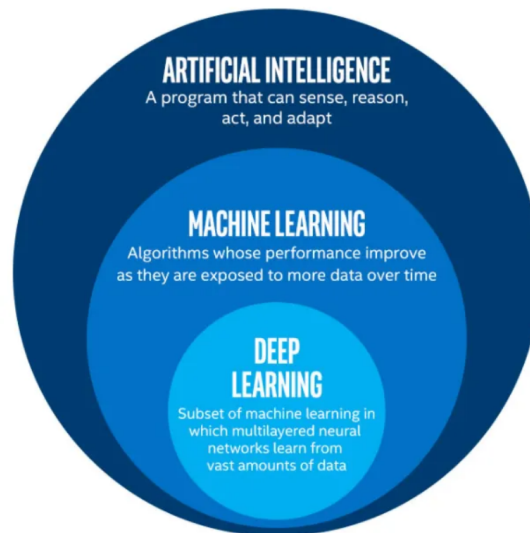 ARTIFICIAL INTELLIGENCE
A program that can sense, reason,
act, and adapt
MACHINE LEARNING
Algorithms whose performance improve
as they are exposed to more data over time
DEEP
LEARNING
Subset of machine learning in
which multilayered neural
networks learn from
vast amounts of data